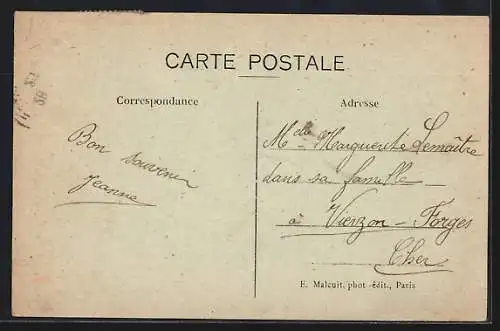 CARTE POSTALE
Correspondance
Adresse
Bon souvenir
Jeanne
Melle Marguerite Lemaître
dans sa famille
à Vierzon-Forges
Cher
E. Malcuit, phot-édit., Paris